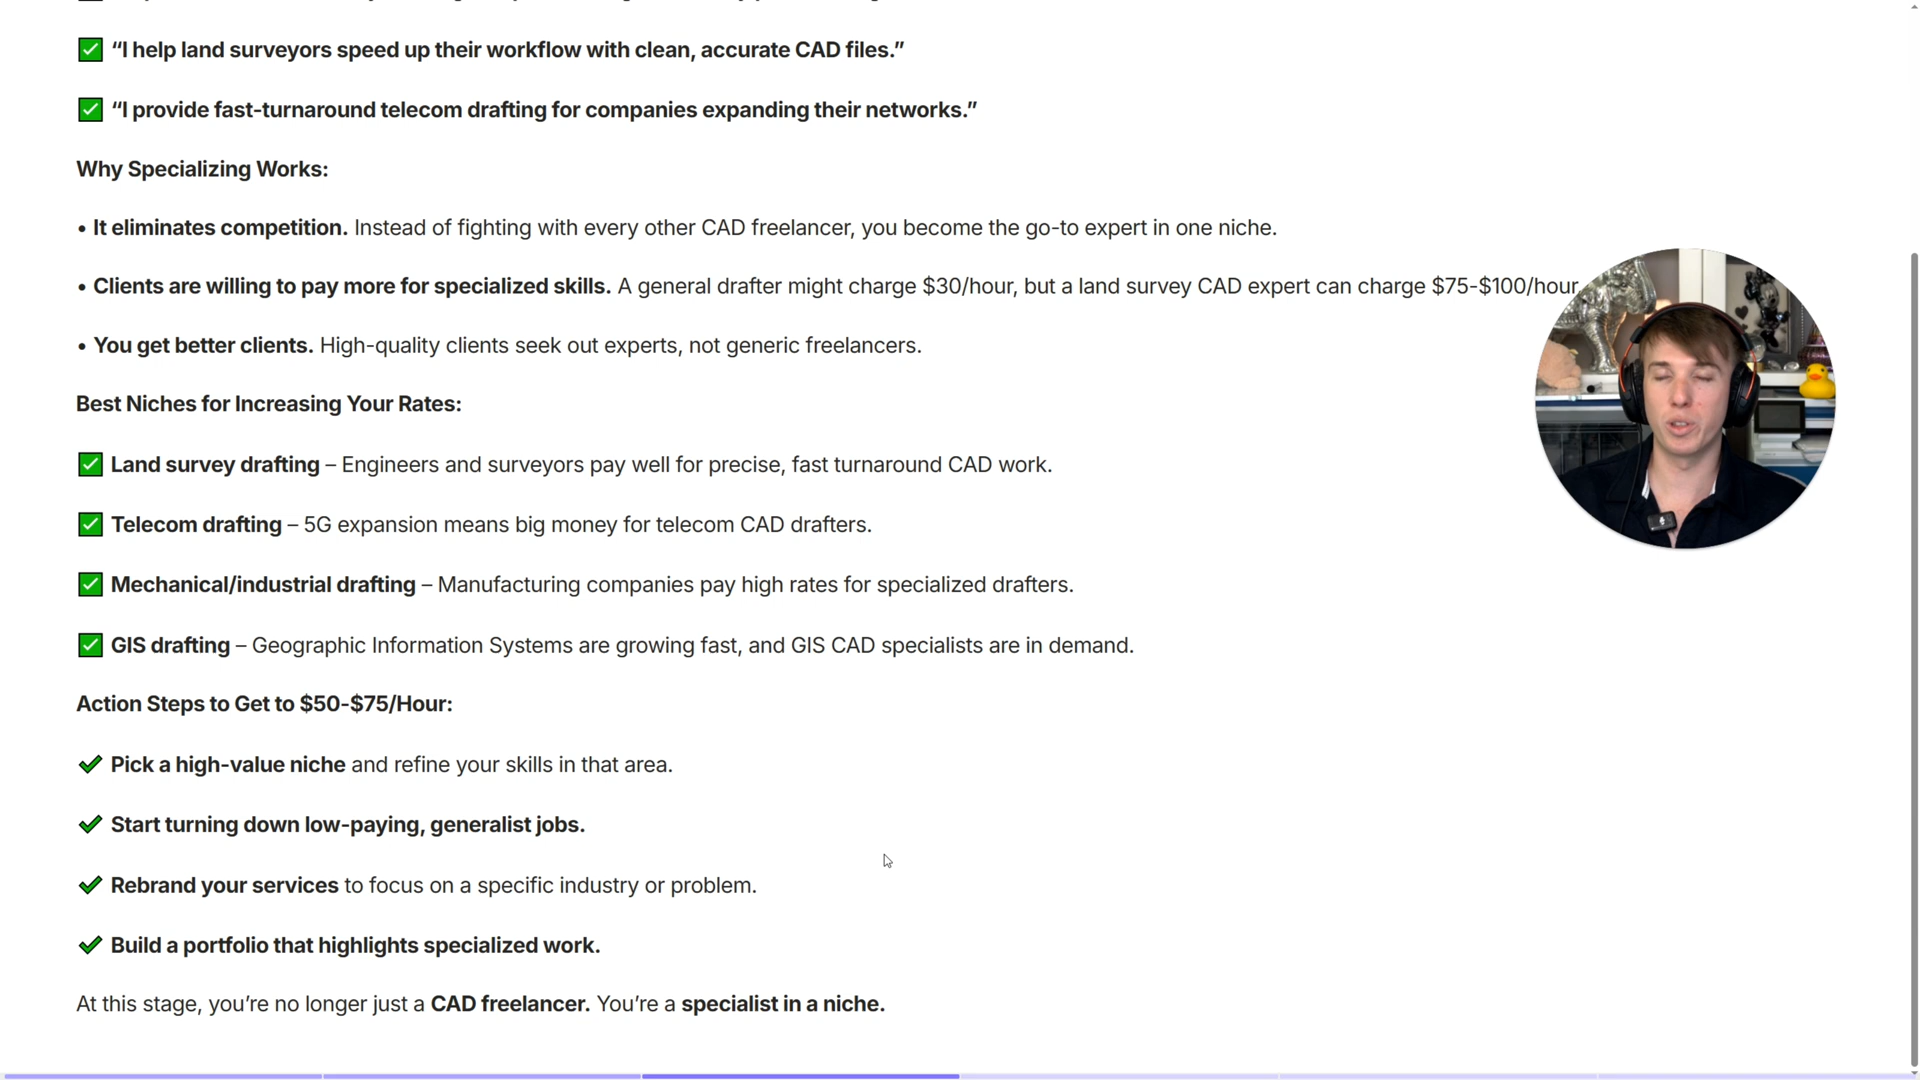 ✅ “I help land surveyors speed up their workflow with clean, accurate CAD files.”
✅ “I provide fast-turnaround telecom drafting for companies expanding their networks.”
Why Specializing Works:
• It eliminates competition. Instead of fighting with every other CAD freelancer, you become the go-to expert in one niche.
• Clients are willing to pay more for specialized skills. A general drafter might charge $30/hour, but a land survey CAD expert can charge $75-$100/hour.
• You get better clients. High-quality clients seek out experts, not generic freelancers.
Best Niches for Increasing Your Rates:
✅ Land survey drafting – Engineers and surveyors pay well for precise, fast turnaround CAD work.
✅ Telecom drafting – 5G expansion means big money for telecom CAD drafters.
✅ Mechanical/industrial drafting – Manufacturing companies pay high rates for specialized drafters.
✅ GIS drafting – Geographic Information Systems are growing fast, and GIS CAD specialists are in demand.
Action Steps to Get to $50-$75/Hour:
✔ Pick a high-value niche and refine your skills in that area.
✔ Start turning down low-paying, generalist jobs.
✔ Rebrand your services to focus on a specific industry or problem.
✔ Build a portfolio that highlights specialized work.
At this stage, you’re no longer just a CAD freelancer. You’re a specialist in a niche.